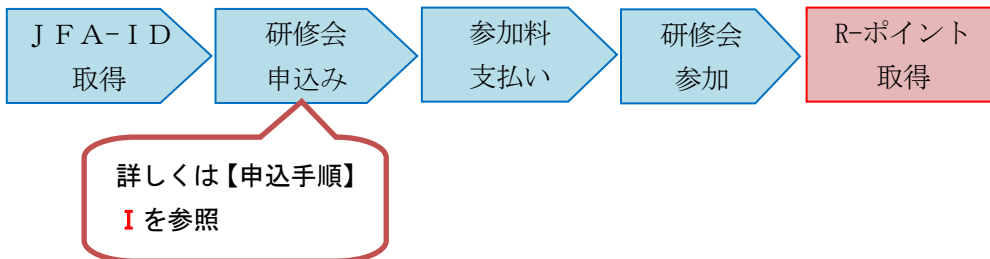 ＪＦＡ-ＩＤ
取得
研修会
申込み
参加料
支払い
研修会
参加
R-ポイント
取得
詳しくは【申込手順】
Ⅰを参照